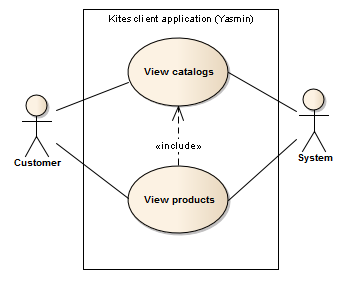 Kites client application (Yasmin)
View catalogs
«include»
Customer
System
View products